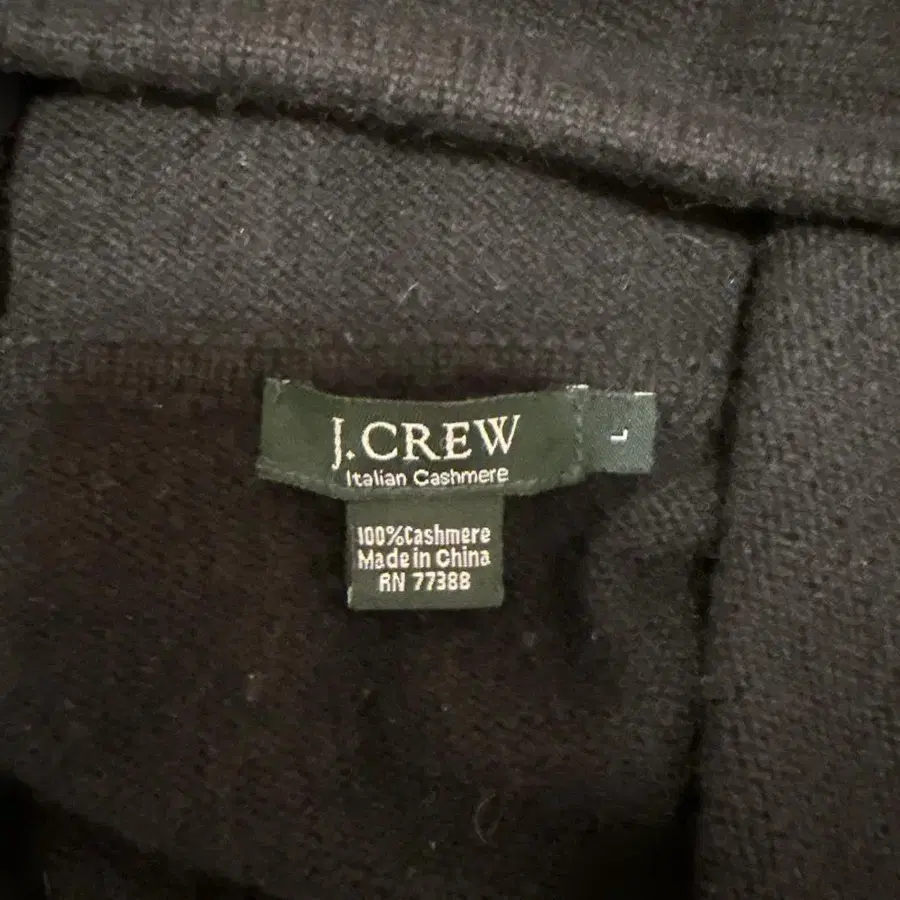 J.CREW
Italian Cashmere
L
100%Cashmere
Made in China
RN 77388